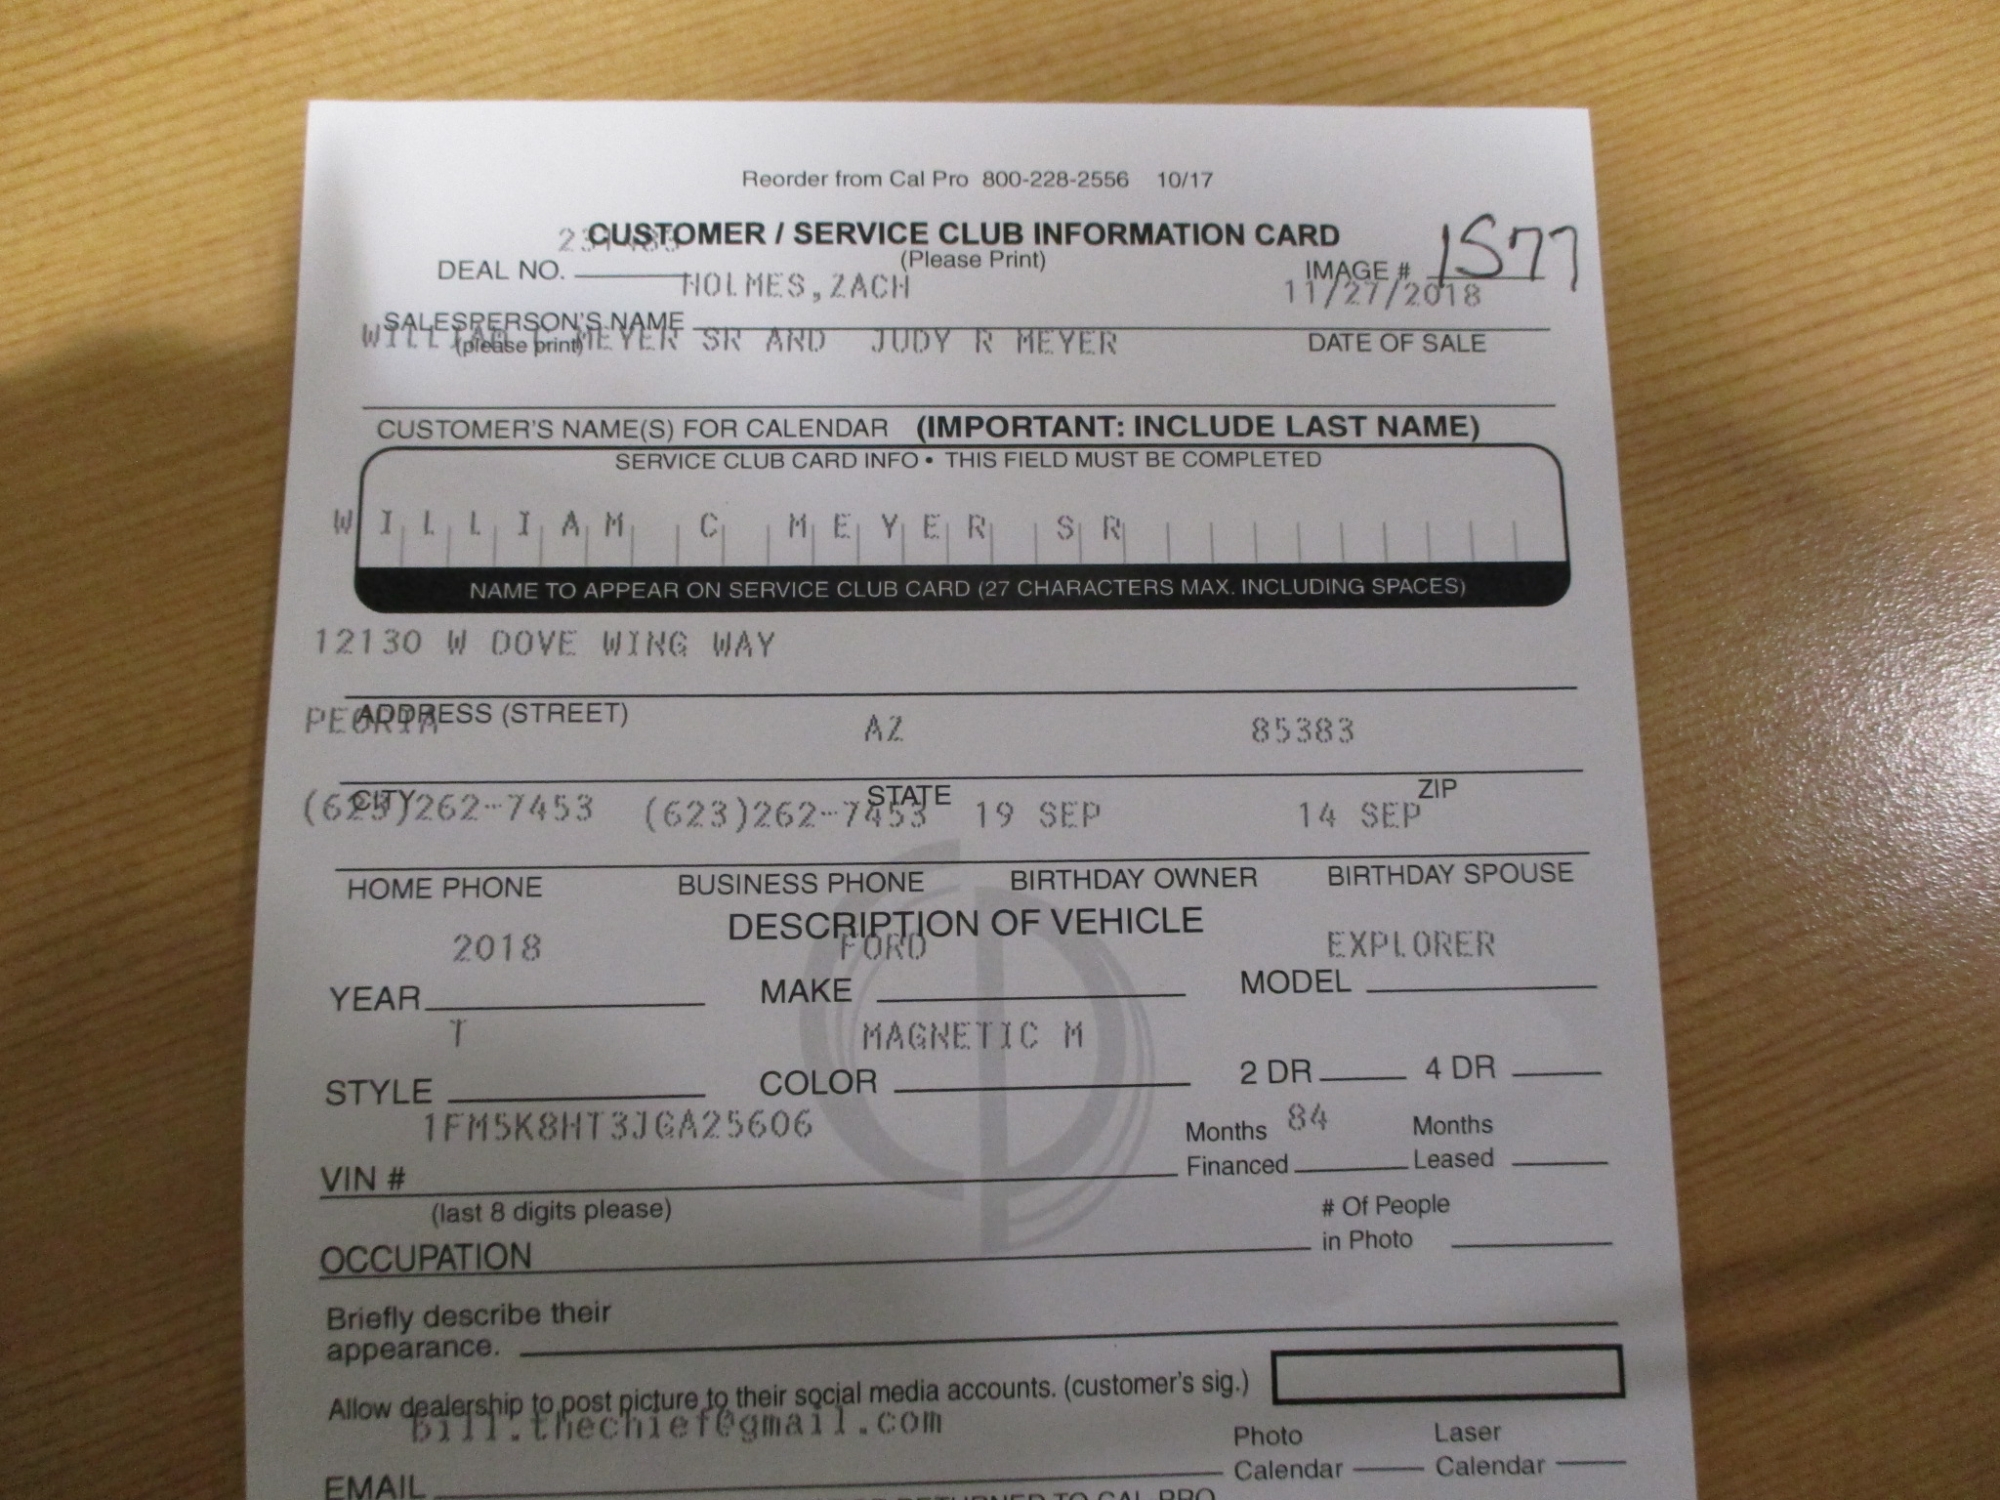 Reorder from Cal Pro 800-228-2556 10/17
CUSTOMER / SERVICE CLUB INFORMATION CARD
(Please Print)
DEAL NO.
IMAGE # 1577
HOLMES,ZACH
11/27/2018
SALESPERSON'S NAME
(please print)
DATE OF SALE
WILLIAM C MEYER SR AND JUDY R MEYER
CUSTOMER'S NAME(S) FOR CALENDAR (IMPORTANT: INCLUDE LAST NAME)
SERVICE CLUB CARD INFO • THIS FIELD MUST BE COMPLETED
WILLIAM C MEYER SR
NAME TO APPEAR ON SERVICE CLUB CARD (27 CHARACTERS MAX. INCLUDING SPACES)
12130 W DOVE WING WAY
ADDRESS (STREET)
PEORIA AZ 85383
CITY STATE ZIP
(623)262-7453 (623)262-7453 19 SEP 14 SEP
HOME PHONE BUSINESS PHONE BIRTHDAY OWNER BIRTHDAY SPOUSE
DESCRIPTION OF VEHICLE
2018 FORD EXPLORER
YEAR MAKE MODEL
T MAGNETIC M
STYLE COLOR 2 DR 4 DR
1FM5K8HT3JGA25606
Months Financed 84 Months Leased
VIN #
(last 8 digits please)
# Of People in Photo
OCCUPATION
Briefly describe their
appearance.
Allow dealership to post picture to their social media accounts. (customer's sig.)
bill.thechief@gmail.com
Photo Calendar Laser Calendar
EMAIL
RETURNED TO CAL PRO